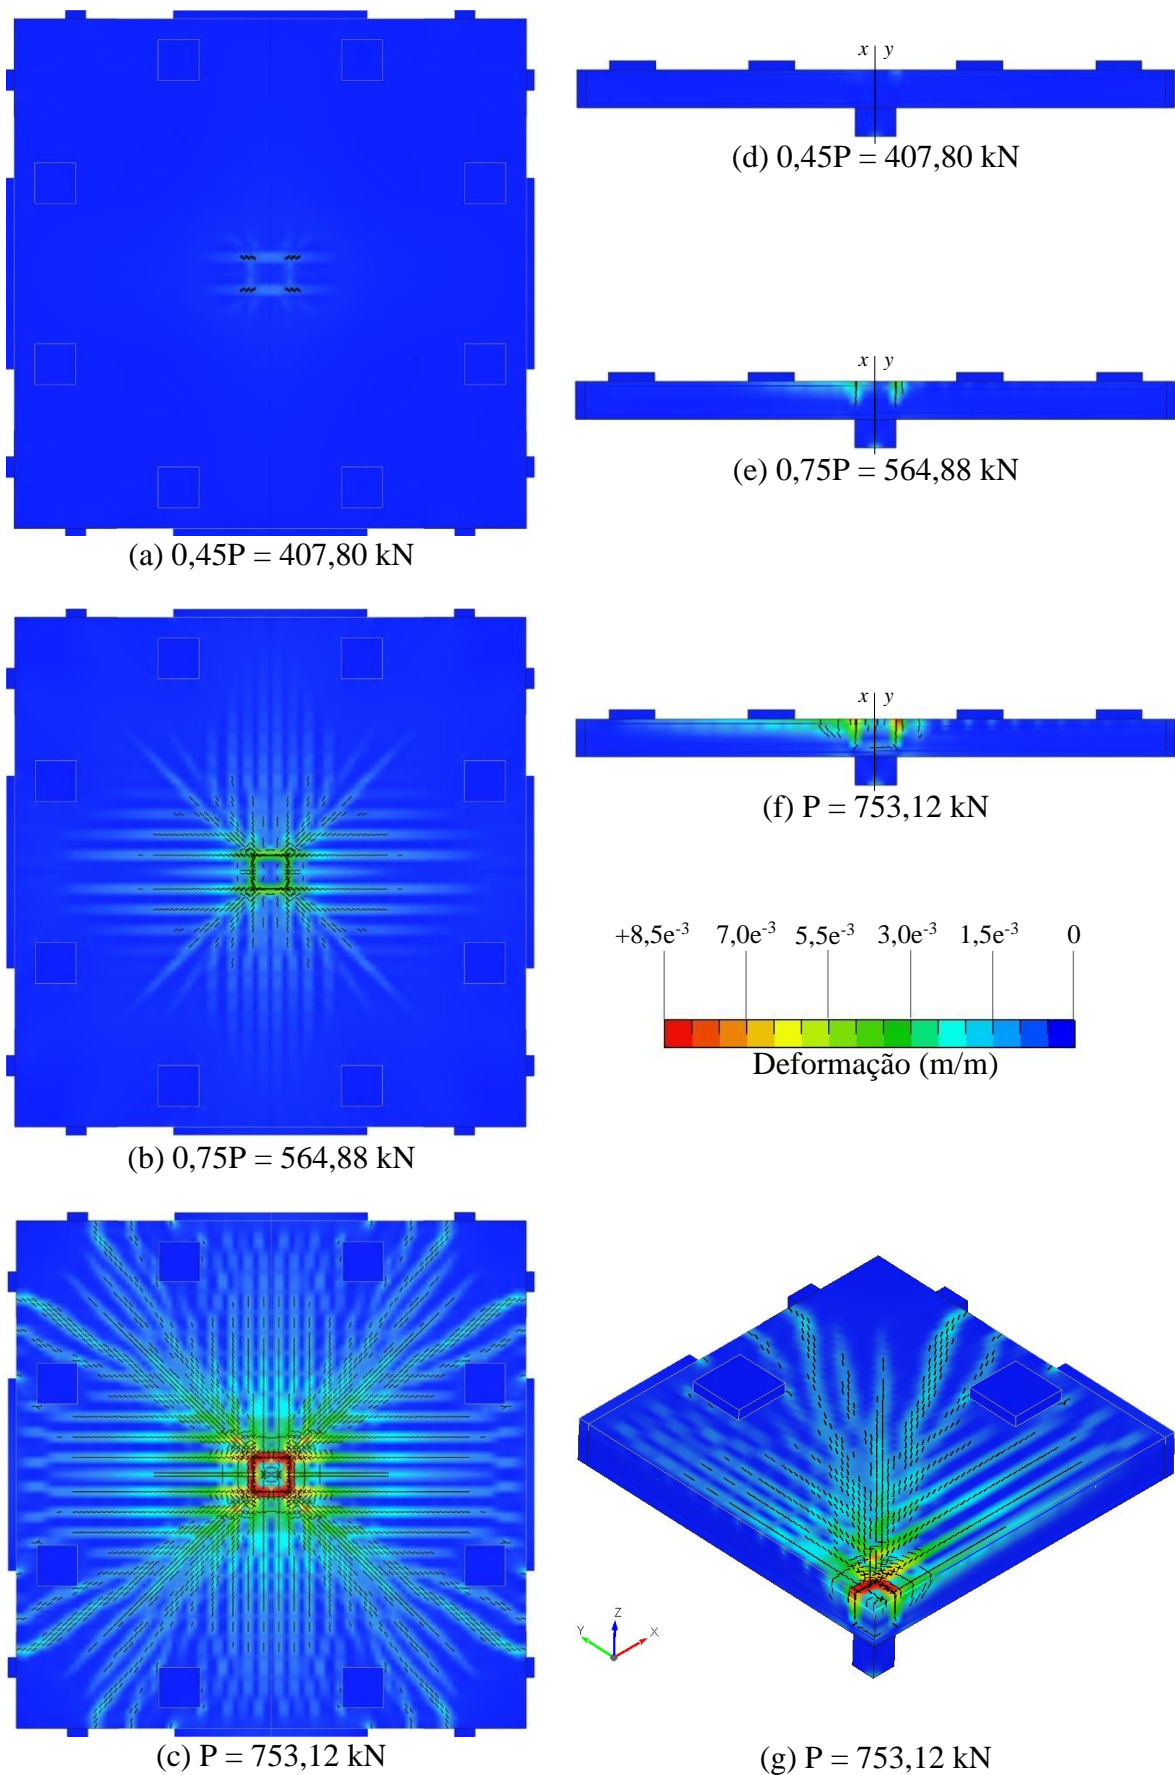 x y
(d) 0,45P = 407,80 kN
x y
(e) 0,75P = 564,88 kN
(a) 0,45P = 407,80 kN
x y
(f) P = 753,12 kN
+8,5e-3 7,0e-3 5,5e-3 3,0e-3 1,5e-3 0
Deformação (m/m)
(b) 0,75P = 564,88 kN
Z
Y X
(c) P = 753,12 kN
(g) P = 753,12 kN